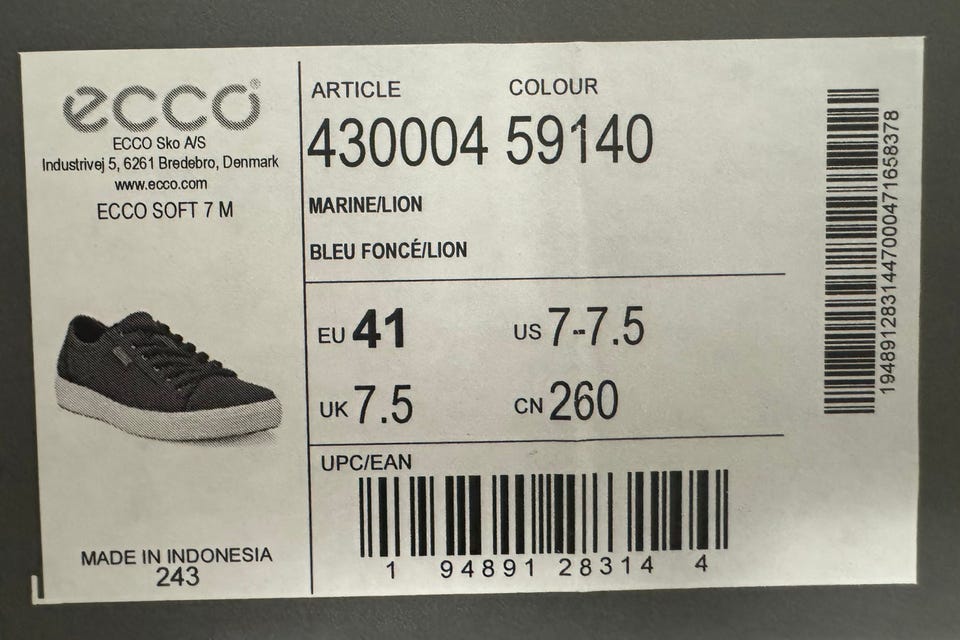 ecco®
ECCO Sko A/S
Industrivej 5, 6261 Bredebro, Denmark
www.ecco.com
ECCO SOFT 7 M
MADE IN INDONESIA
243
ARTICLE COLOUR
430004 59140
MARINE/LION
BLEU FONCÉ/LION
EU 41 US 7-7.5
UK 7.5 CN 260
UPC/EAN
1 94891 28314 4
1948912831447000471658378